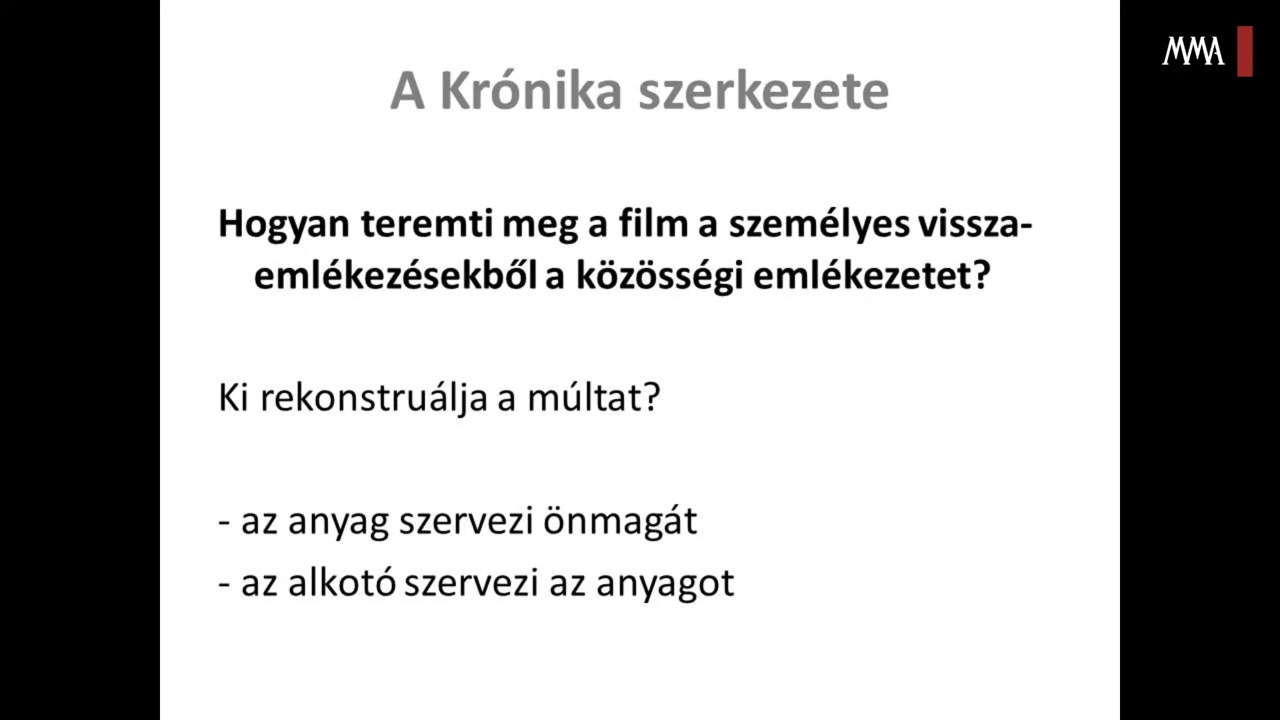 MMA
A Krónika szerkezete
Hogyan teremti meg a film a személyes vissza-
emlékezésekből a közösségi emlékezetet?
Ki rekonstruálja a múltat?
- az anyag szervezi önmagát
- az alkotó szervezi az anyagot